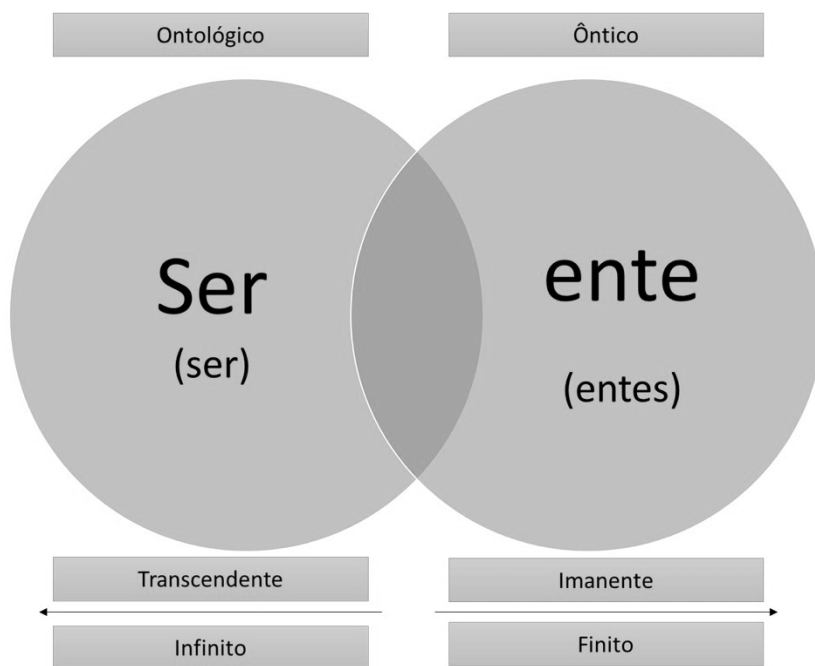 Ontológico
Ôntico
Ser
(ser)
ente
(entes)
Transcendente
Imanente
Infinito
Finito